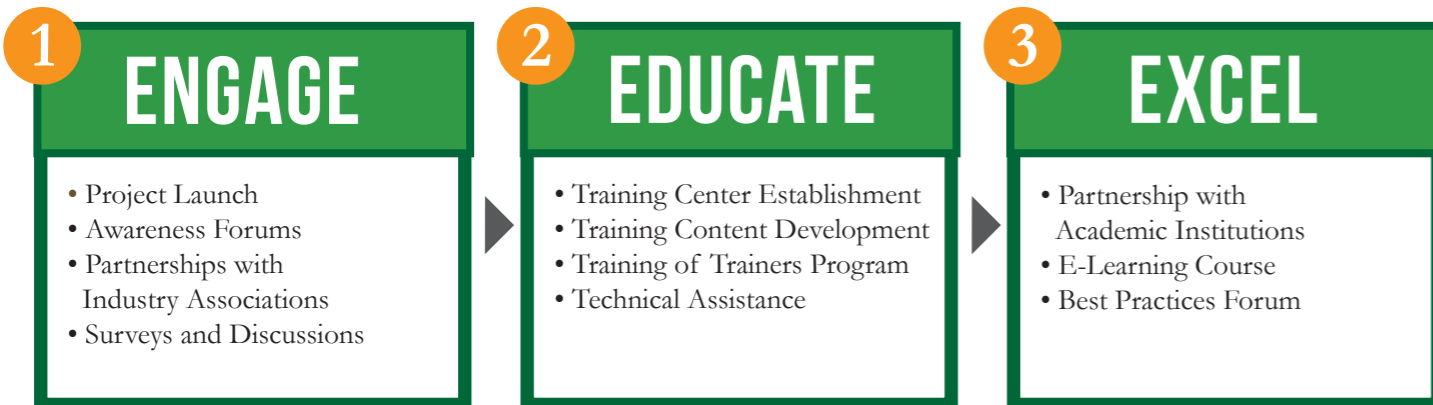 1
ENGAGE
• Project Launch
• Awareness Forums
• Partnerships with
Industry Associations
• Surveys and Discussions
2
EDUCATE
• Training Center Establishment
• Training Content Development
• Training of Trainers Program
• Technical Assistance
3
EXCEL
• Partnership with
Academic Institutions
• E-Learning Course
• Best Practices Forum